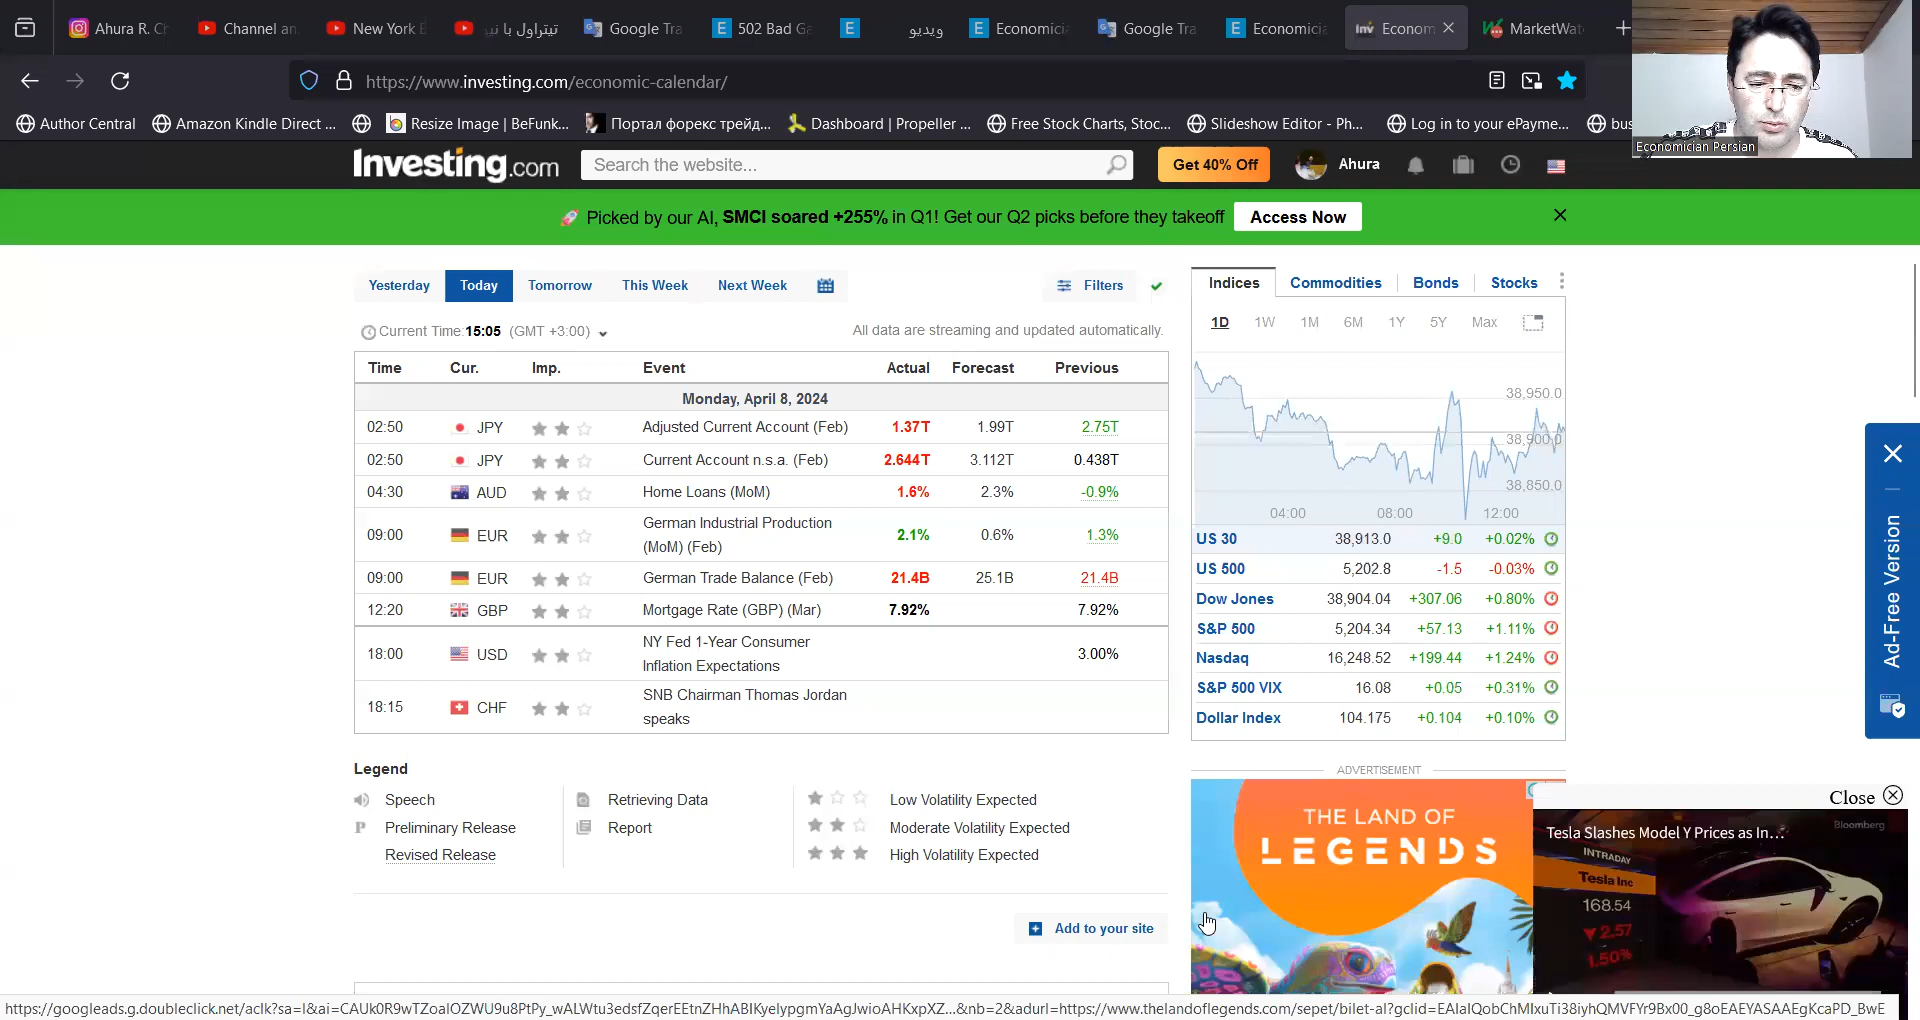 Ahura R. C
Channel an
New York E
تیتراول با نیو
Google Tra
502 Bad Ga
ویدیو
Economici
Google Tra
Economicia
Econom
MarketWat
https://www.investing.com/economic-calendar/
Author Central
Amazon Kindle Direct ...
Resize Image | BeFunk...
Портал форекс трейд...
Dashboard | Propeller ...
Free Stock Charts, Stoc...
Slideshow Editor - Ph...
Log in to your ePayme...
bus
Economician Persian
Investing.com
Search the website...
Get 40% Off
Ahura
Picked by our AI, SMCI soared +255% in Q1! Get our Q2 picks before they takeoff
Access Now
Yesterday Today Tomorrow This Week Next Week
Filters
Current Time:15:05 (GMT +3:00)
All data are streaming and updated automatically.
Time Cur. Imp. Event Actual Forecast Previous
Monday, April 8, 2024
02:50 JPY Adjusted Current Account (Feb) 1.37T 1.99T 2.75T
02:50 JPY Current Account n.s.a. (Feb) 2.644T 3.112T 0.438T
04:30 AUD Home Loans (MoM) 1.6% 2.3% -0.9%
09:00 EUR German Industrial Production
(MoM) (Feb) 2.1% 0.6% 1.3%
09:00 EUR German Trade Balance (Feb) 21.4B 25.1B 21.4B
12:20 GBP Mortgage Rate (GBP) (Mar) 7.92% 7.92%
18:00 USD NY Fed 1-Year Consumer
Inflation Expectations 3.00%
18:15 CHF SNB Chairman Thomas Jordan
speaks
Legend
Speech
Preliminary Release
Revised Release
Retrieving Data
Report
Low Volatility Expected
Moderate Volatility Expected
High Volatility Expected
Add to your site
Indices Commodities Bonds Stocks
1D 1W 1M 6M 1Y 5Y Max
38,950.0
38,900.0
38,850.0
04:00 08:00 12:00
US 30 38,913.0 +9.0 +0.02%
US 500 5,202.8 -1.5 -0.03%
Dow Jones 38,904.04 +307.06 +0.80%
S&P 500 5,204.34 +57.13 +1.11%
Nasdaq 16,248.52 +199.44 +1.24%
S&P 500 VIX 16.08 +0.05 +0.31%
Dollar Index 104.175 +0.104 +0.10%
ADVERTISEMENT
THE LAND OF
LEGENDS
Ad-Free Version
Close
Tesla Slashes Model Y Prices as In...
Bloomberg
INTRADAY
Tesla Inc
168.54
▼2.57
1.50%